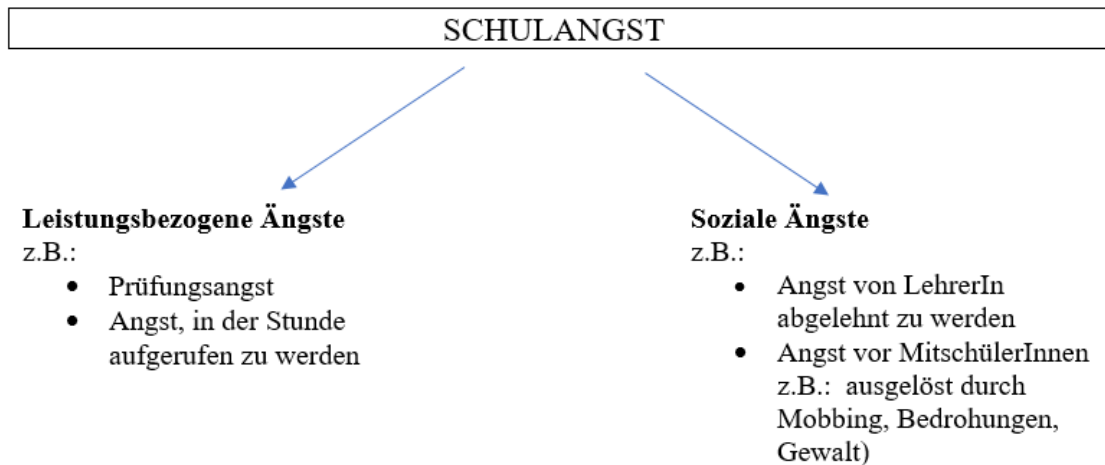 SCHULANGST
Leistungsbezogene Ängste
z.B.:
• Prüfungsangst
• Angst, in der Stunde
aufgerufen zu werden
Soziale Ängste
z.B.:
• Angst von LehrerIn
abgelehnt zu werden
• Angst vor MitschülerInnen
z.B.: ausgelöst durch
Mobbing, Bedrohungen,
Gewalt)